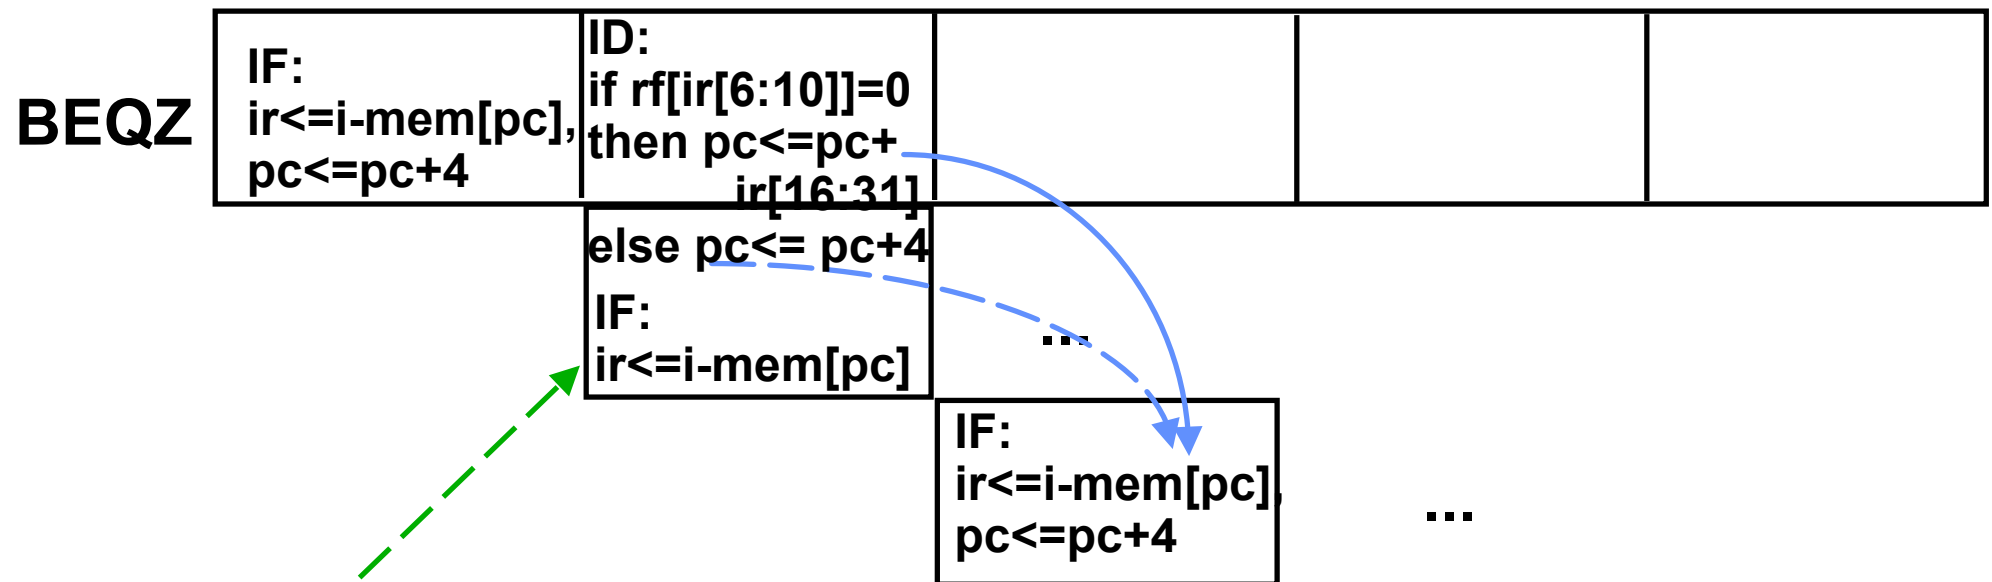 BEQZ
IF:
ir<=i-mem[pc],
pc<=pc+4
ID:
if rf[ir[6:10]]=0
then pc<=pc+
ir[16:31]
else pc<= pc+4
IF:
ir<=i-mem[pc]
...
IF:
ir<=i-mem[pc],
pc<=pc+4
...